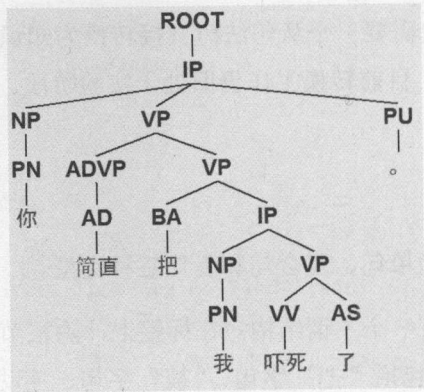 ROOT
IP
NP VP PU
PN ADVP VP 。
你 AD BA IP
简直 把 NP VP
PN VV AS
我 吓死 了